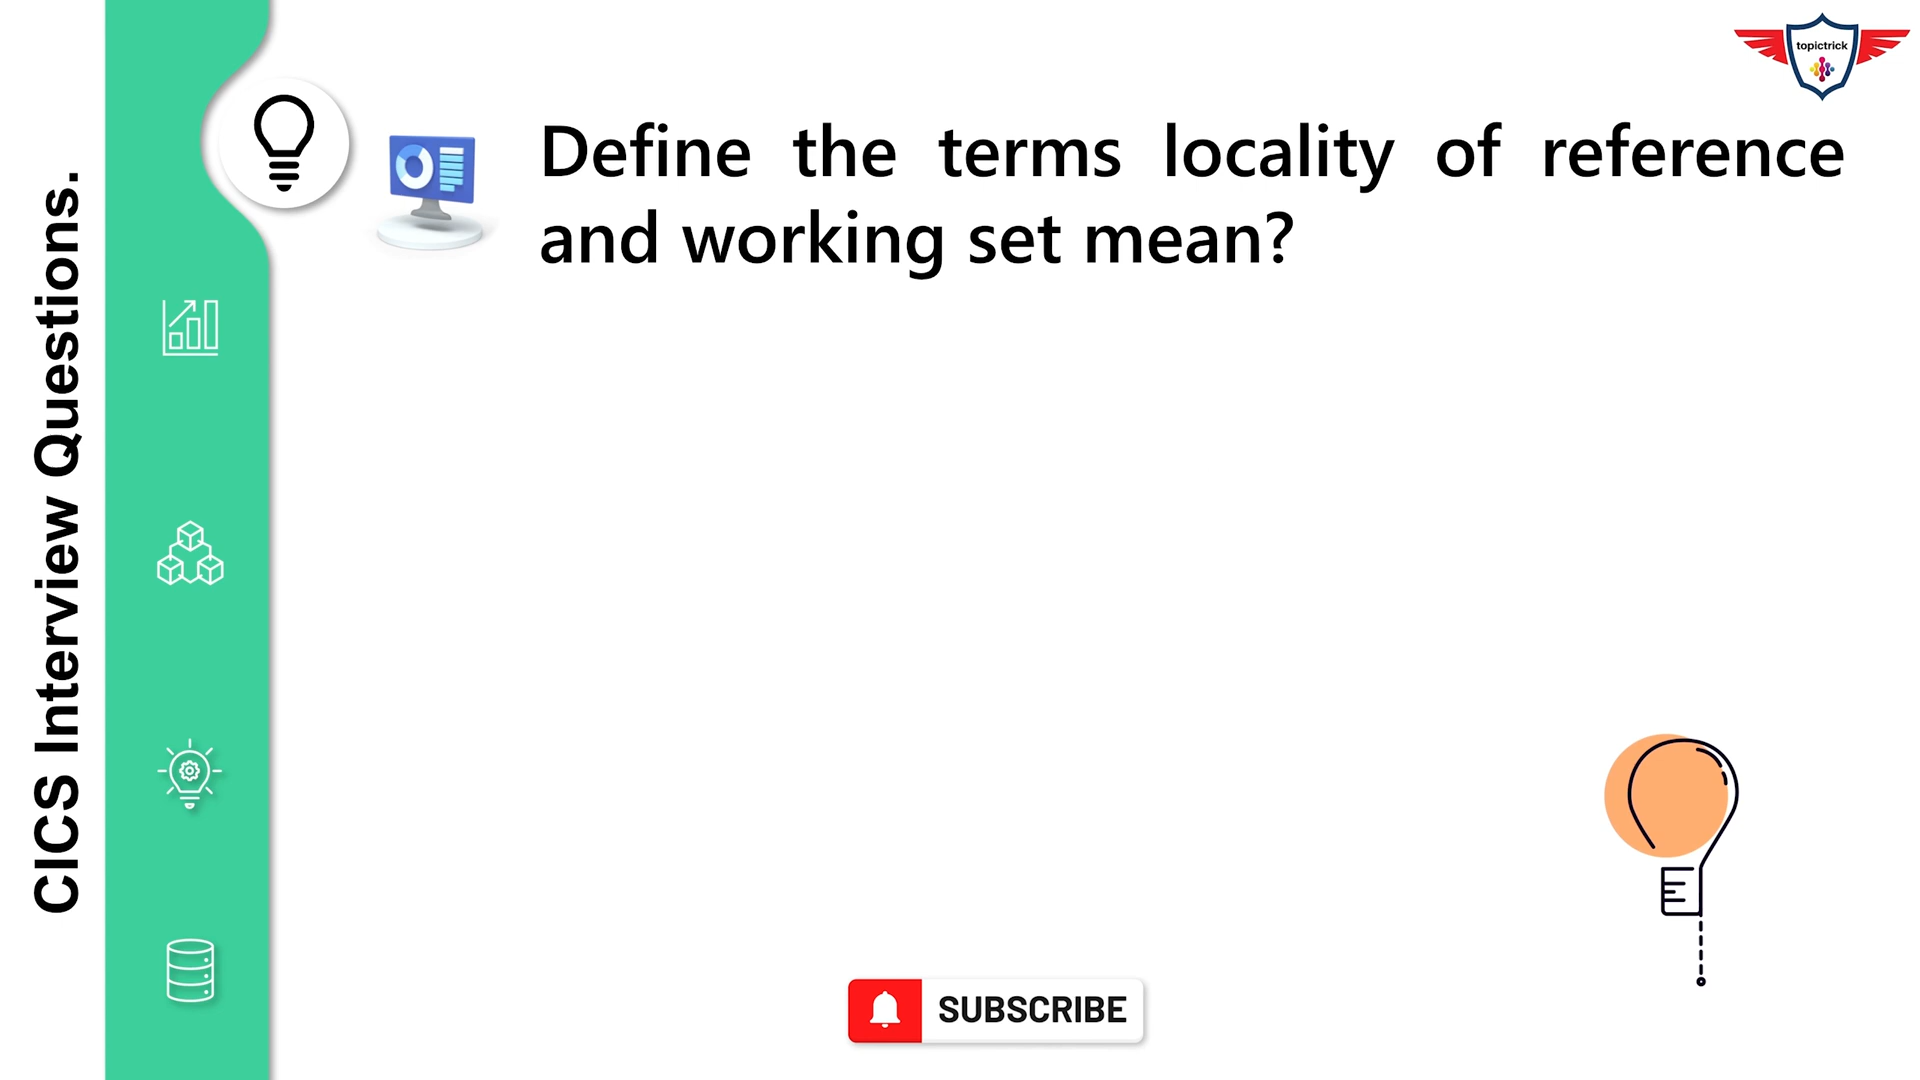 topictrick
Define the terms locality of reference
and working set mean?
CICS Interview Questions.
SUBSCRIBE